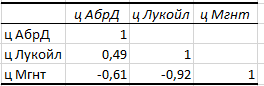 ц АбрД ц Лукойл ц Мгнт
ц АбрД 1
ц Лукойл 0,49 1
ц Мгнт -0,61 -0,92 1